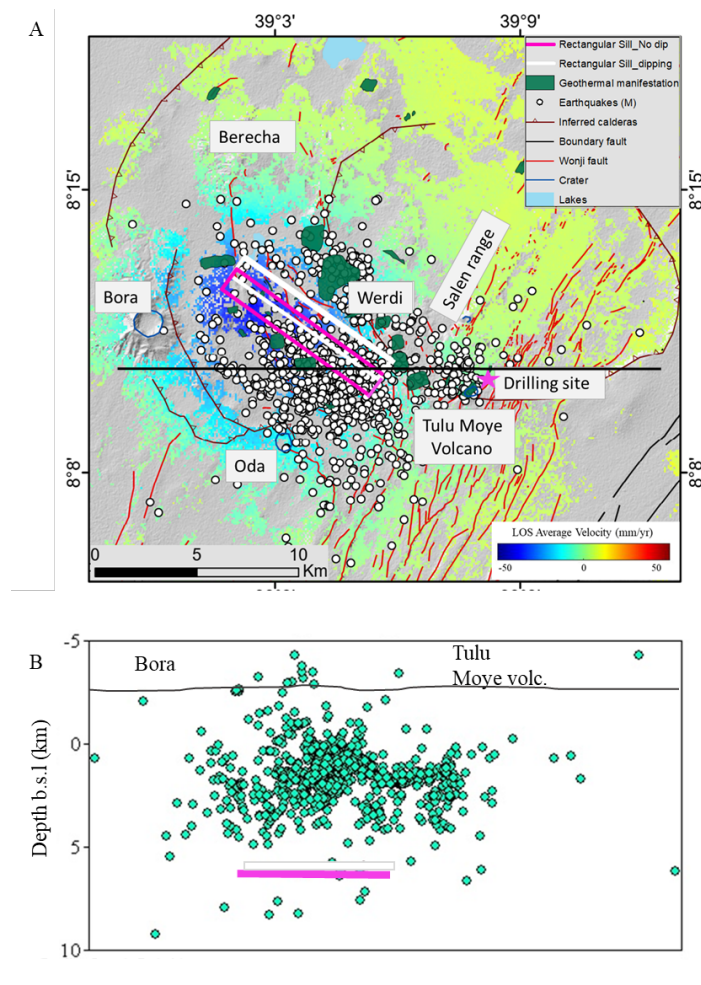 A
39°3'
39°9'
Rectangular Sill_No dip
Rectangular Sill_dipping
Geothermal manifestation
Earthquakes (M)
Inferred calderas
Boundary fault
Wonji fault
Crater
Lakes
Berecha
8°15'
8°15'
Salen range
Bora
Werdi
Drilling site
Tulu Moye
Volcano
Oda
8°8'
8°8'
LOS Average Velocity (mm/yr)
-50
0
50
0
5
10
Km
B
-5
Bora
Tulu
Moye volc.
0
Depth b.s.l (km)
5
10